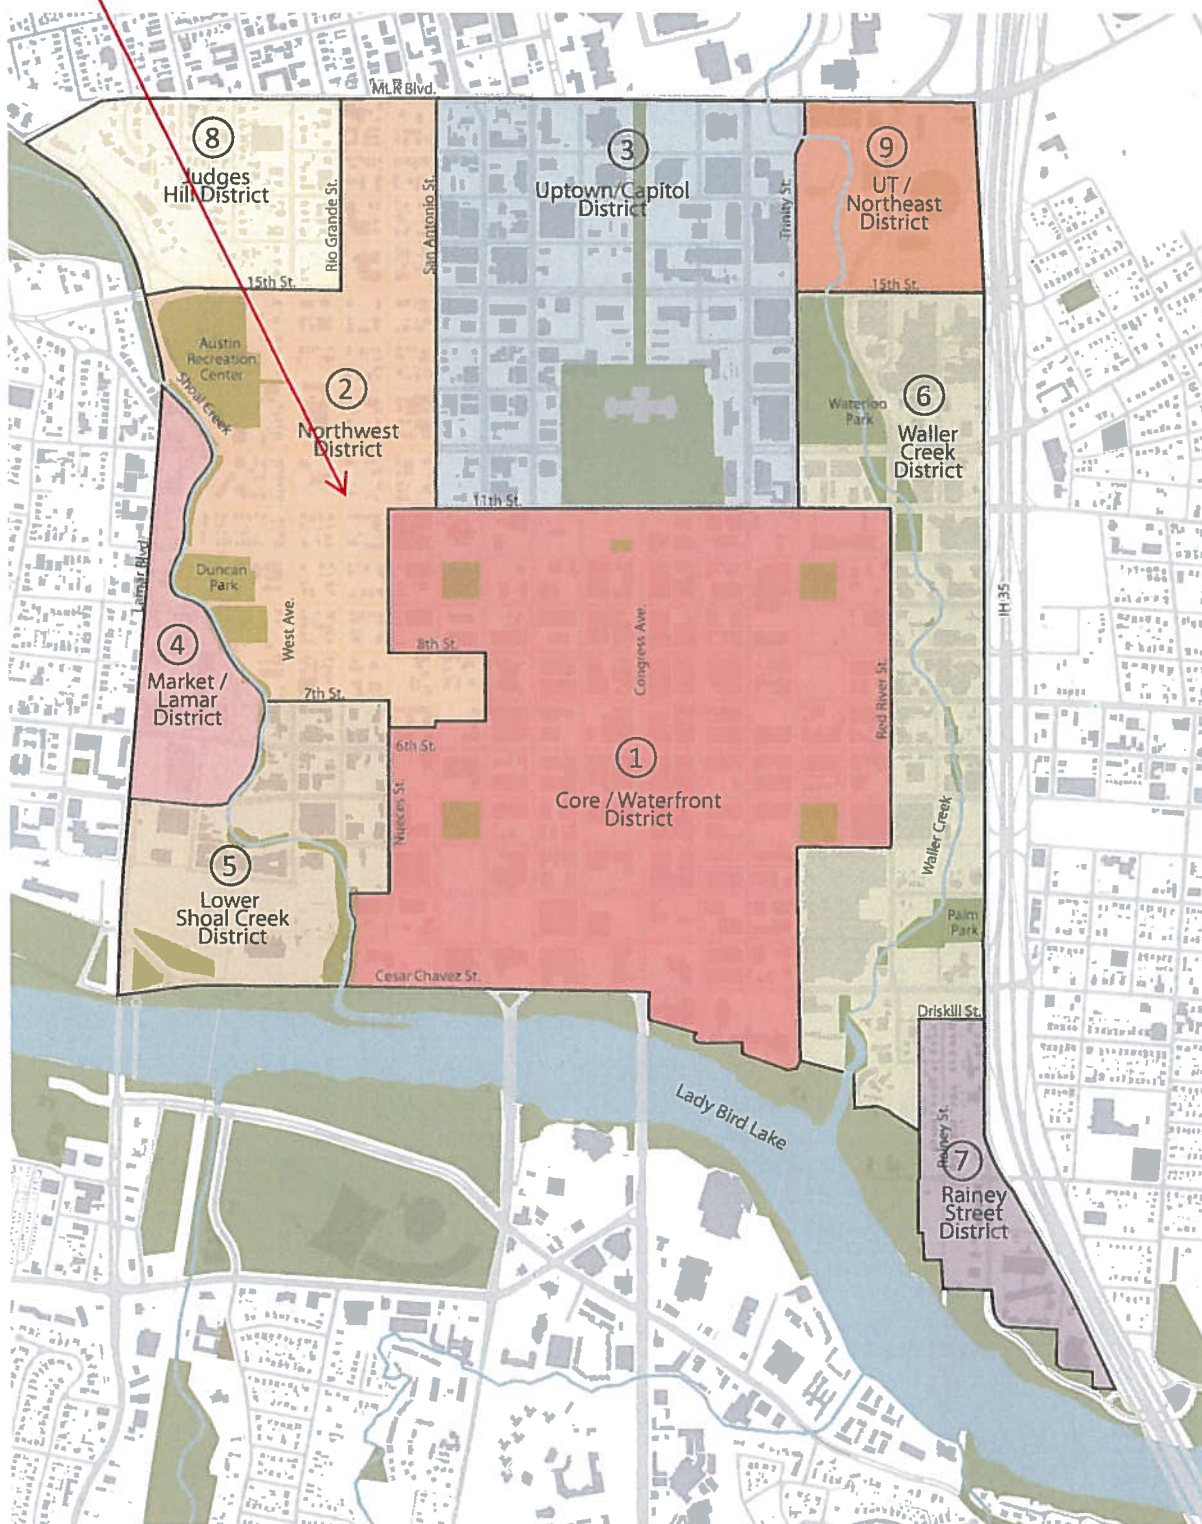 MLK Blvd.
8
Judges
Hill District
Rio Grande St.
San Antonio St.
3
Uptown/Capitol
District
Trinity St.
9
UT /
Northeast
District
15th St.
15th St.
Austin
Recreation
Center
Shoal Creek
2
Northwest
District
Waterloo
Park
6
Waller
Creek
District
11th St.
Lamar Blvd.
Duncan
Park
West Ave.
Congress Ave.
IH 35
4
Market /
Lamar
District
8th St.
7th St.
6th St.
Red River St.
1
Core / Waterfront
District
Nueces St.
Waller Creek
5
Lower
Shoal Creek
District
Palm
Park
Cesar Chavez St.
Driskill St.
Lady Bird Lake
Rainey St.
7
Rainey
Street
District